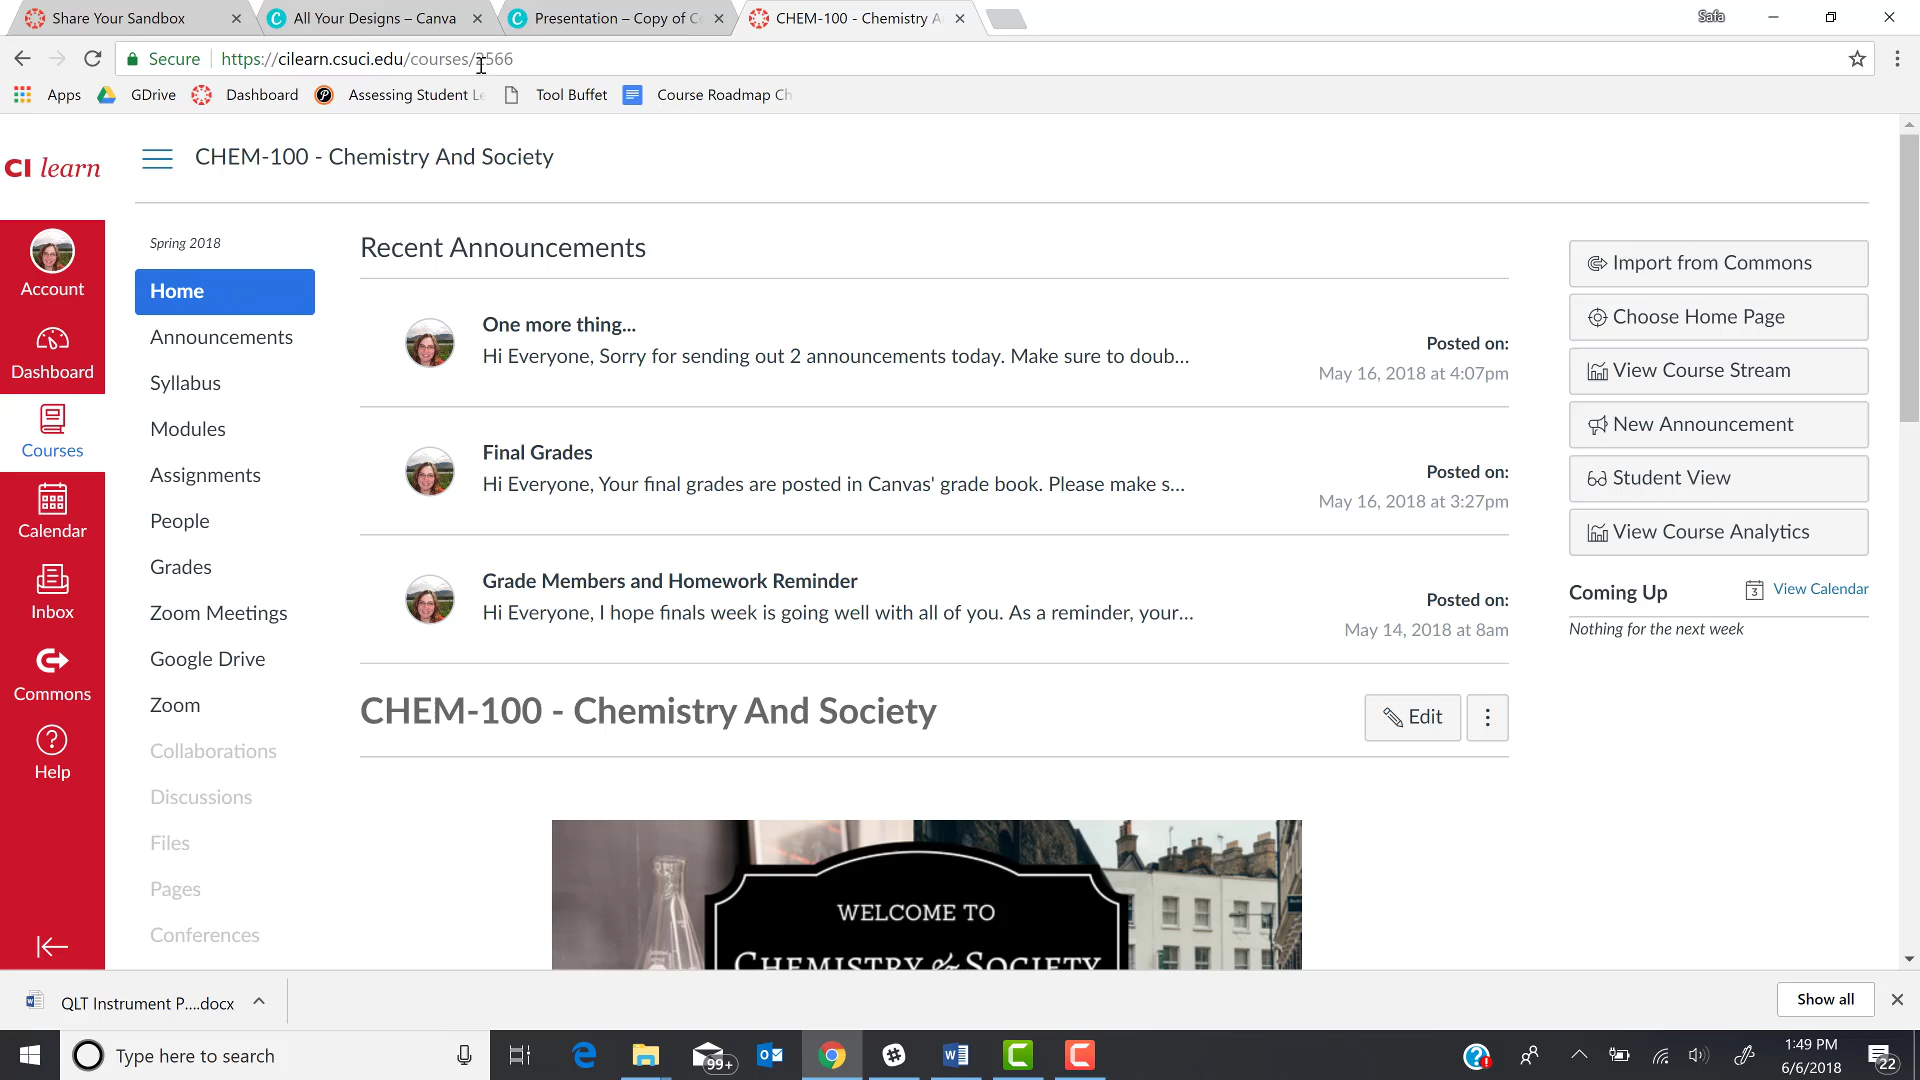 Share Your Sandbox
All Your Designs – Canva
Presentation – Copy of C
CHEM-100 - Chemistry A
Safa
Secure
https://cilearn.csuci.edu/courses/2566
Apps
GDrive
Dashboard
Assessing Student Le
Tool Buffet
Course Roadmap Ch
CI learn
CHEM-100 - Chemistry And Society
Account
Dashboard
Courses
Calendar
Inbox
Commons
Help
Spring 2018
Home
Announcements
Syllabus
Modules
Assignments
People
Grades
Zoom Meetings
Google Drive
Zoom
Collaborations
Discussions
Files
Pages
Conferences
Recent Announcements
One more thing...
Hi Everyone, Sorry for sending out 2 announcements today. Make sure to doub...
Posted on:
May 16, 2018 at 4:07pm
Final Grades
Hi Everyone, Your final grades are posted in Canvas' grade book. Please make s...
Posted on:
May 16, 2018 at 3:27pm
Grade Members and Homework Reminder
Hi Everyone, I hope finals week is going well with all of you. As a reminder, your...
Posted on:
May 14, 2018 at 8am
CHEM-100 - Chemistry And Society
Edit
WELCOME TO
CHEMISTRY & SOCIETY
Import from Commons
Choose Home Page
View Course Stream
New Announcement
Student View
View Course Analytics
Coming Up
3
View Calendar
Nothing for the next week
QLT Instrument P....docx
Show all
Type here to search
99+
1:49 PM
6/6/2018
22